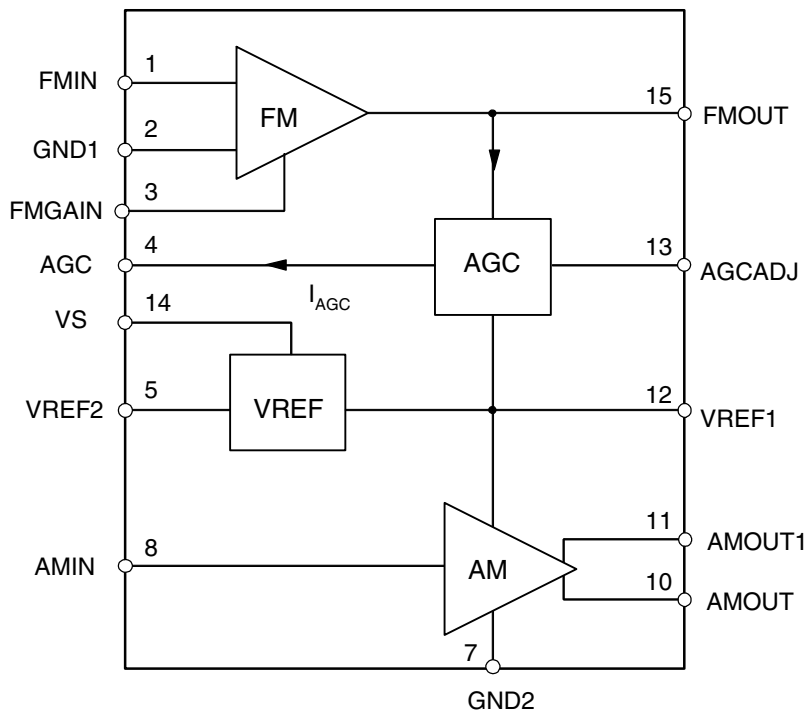 FMIN 1
GND1 2
FMGAIN 3
AGC 4
VS 14
VREF2 5
AMIN 8
FM
AGC
I_AGC
VREF
AM
15 FMOUT
13 AGCADJ
12 VREF1
11 AMOUT1
10 AMOUT
7
GND2